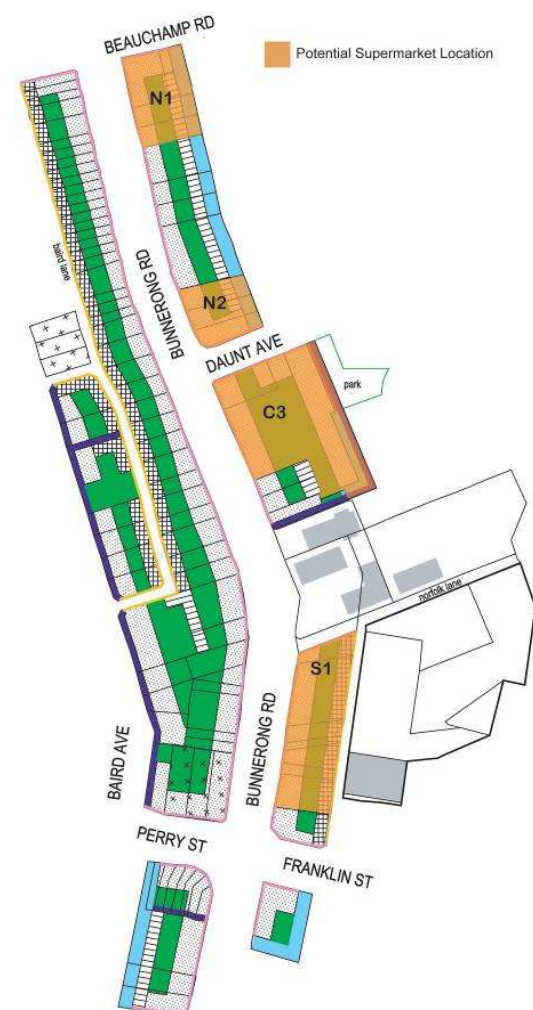 BEAUCHAMP RD
Potential Supermarket Location
N1
baird lane
BUNNERONG RD
N2
DAUNT AVE
park
C3
norfolk lane
S1
BAIRD AVE
BUNNERONG RD
PERRY ST
FRANKLIN ST